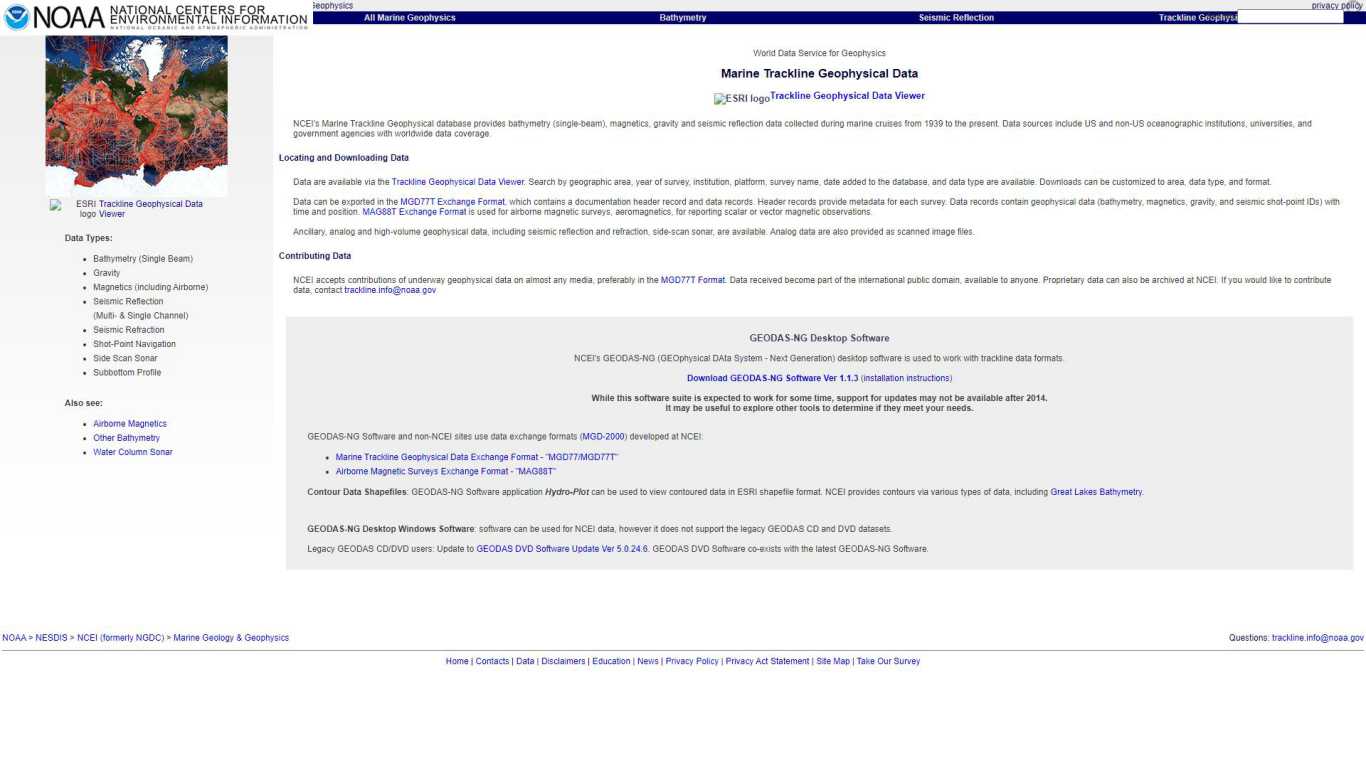 NOAA NATIONAL CENTERS FOR
ENVIRONMENTAL INFORMATION
NATIONAL OCEANIC AND ATMOSPHERIC ADMINISTRATION
Geophysics
privacy policy
All Marine Geophysics
Bathymetry
Seismic Reflection
Trackline Geophysi
World Data Service for Geophysics
Marine Trackline Geophysical Data
ESRI logo Trackline Geophysical Data Viewer
NCEI's Marine Trackline Geophysical database provides bathymetry (single-beam), magnetics, gravity and seismic reflection data collected during marine cruises from 1939 to the present. Data sources include US and non-US oceanographic institutions, universities, and
government agencies with worldwide data coverage.
Locating and Downloading Data
Data are available via the Trackline Geophysical Data Viewer. Search by geographic area, year of survey, institution, platform, survey name, date added to the database, and data type are available. Downloads can be customized to area, data type, and format.
Data can be exported in the MGD77T Exchange Format, which contains a documentation header record and data records. Header records provide metadata for each survey. Data records contain geophysical data (bathymetry, magnetics, gravity, and seismic shot-point IDs) with
time and position. MAG88T Exchange Format is used for airborne magnetic surveys, aeromagnetics, for reporting scalar or vector magnetic observations.
Ancillary, analog and high-volume geophysical data, including seismic reflection and refraction, side-scan sonar, are available. Analog data are also provided as scanned image files.
Contributing Data
NCEI accepts contributions of underway geophysical data on almost any media, preferably in the MGD77T Format. Data received become part of the international public domain, available to anyone. Proprietary data can also be archived at NCEI. If you would like to contribute
data, contact trackline.info@noaa.gov
ESRI Trackline Geophysical Data
logo Viewer
Data Types:
Bathymetry (Single Beam)
Gravity
Magnetics (including Airborne)
Seismic Reflection
(Multi- & Single Channel)
Seismic Refraction
Shot-Point Navigation
Side Scan Sonar
Subbottom Profile
Also see:
Airborne Magnetics
Other Bathymetry
Water Column Sonar
GEODAS-NG Desktop Software
NCEI's GEODAS-NG (GEOphysical DAta System - Next Generation) desktop software is used to work with trackline data formats.
Download GEODAS-NG Software Ver 1.1.3 (installation instructions)
While this software suite is expected to work for some time, support for updates may not be available after 2014.
It may be useful to explore other tools to determine if they meet your needs.
GEODAS-NG Software and non-NCEI sites use data exchange formats (MGD-2000) developed at NCEI:
Marine Trackline Geophysical Data Exchange Format - "MGD77/MGD77T"
Airborne Magnetic Surveys Exchange Format - "MAG88T"
Contour Data Shapefiles: GEODAS-NG Software application Hydro-Plot can be used to view contoured data in ESRI shapefile format. NCEI provides contours via various types of data, including Great Lakes Bathymetry.
GEODAS-NG Desktop Windows Software: software can be used for NCEI data, however it does not support the legacy GEODAS CD and DVD datasets.
Legacy GEODAS CD/DVD users: Update to GEODAS DVD Software Update Ver 5.0.24.6. GEODAS DVD Software co-exists with the latest GEODAS-NG Software.
NOAA > NESDIS > NCEI (formerly NGDC) > Marine Geology & Geophysics
Questions: trackline.info@noaa.gov
Home | Contacts | Data | Disclaimers | Education | News | Privacy Policy | Privacy Act Statement | Site Map | Take Our Survey